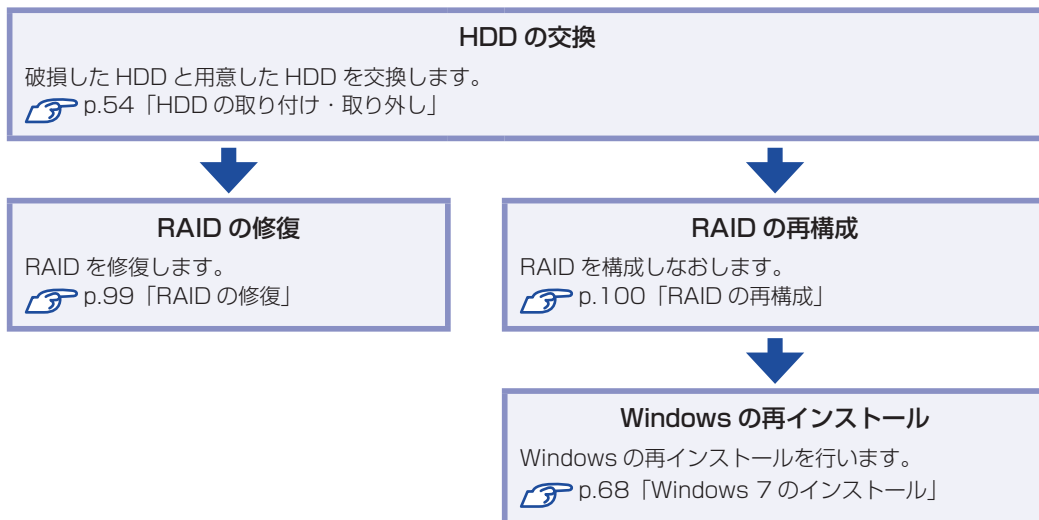 HDD の交換
破損した HDD と用意した HDD を交換します。
p.54「HDD の取り付け・取り外し」
RAID の修復
RAID を修復します。
p.99「RAID の修復」
RAID の再構成
RAID を構成しなおします。
p.100「RAID の再構成」
Windows の再インストール
Windows の再インストールを行います。
p.68「Windows 7 のインストール」